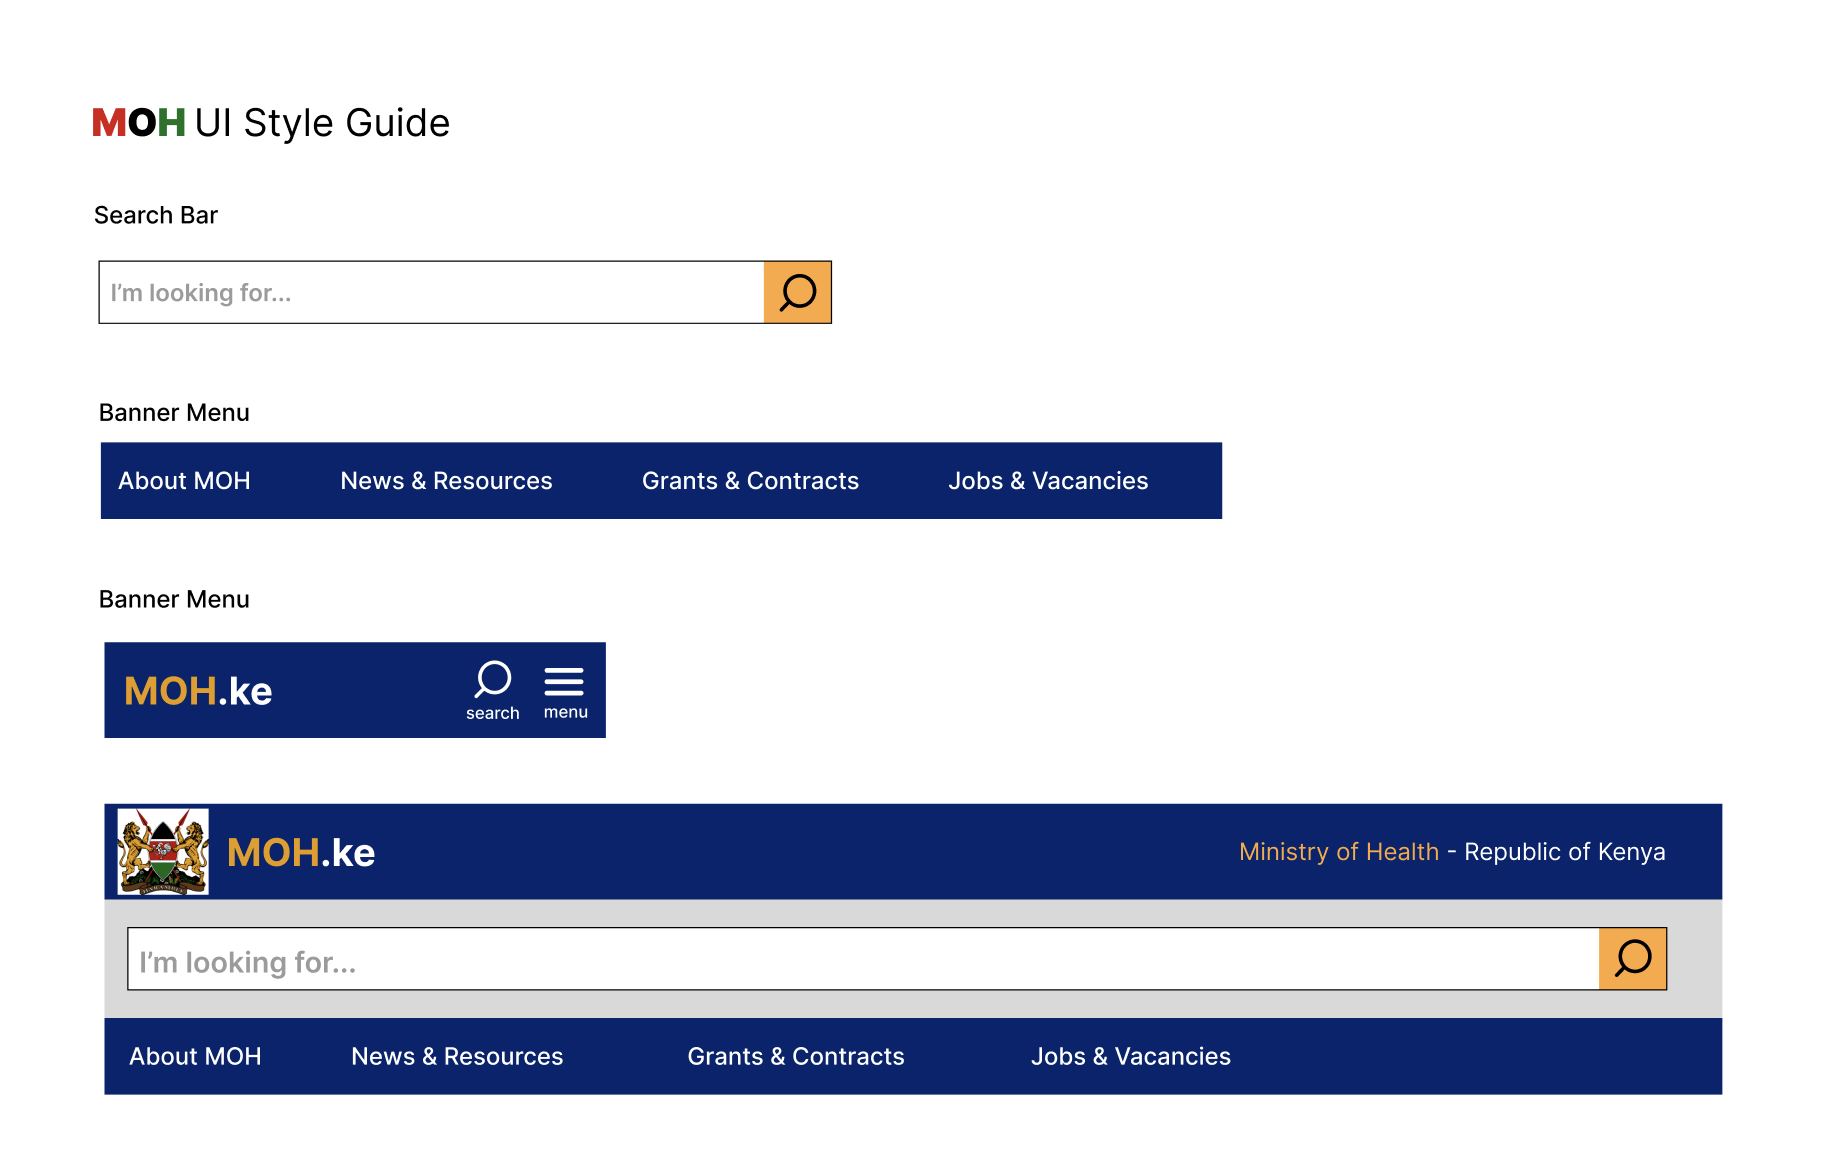 MOH UI Style Guide
Search Bar
I’m looking for...
Banner Menu
About MOH News & Resources Grants & Contracts Jobs & Vacancies
Banner Menu
MOH.ke
search menu
MOH.ke
Ministry of Health - Republic of Kenya
I’m looking for...
About MOH News & Resources Grants & Contracts Jobs & Vacancies